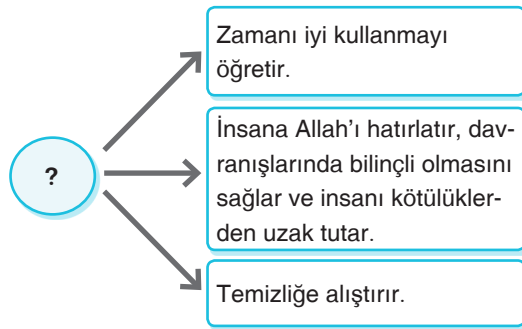 Zamanı iyi kullanmayı
öğretir.
?
İnsana Allah’ı hatırlatır, dav-
ranışlarında bilinçli olmasını
sağlar ve insanı kötülükler-
den uzak tutar.
Temizliğe alıştırır.